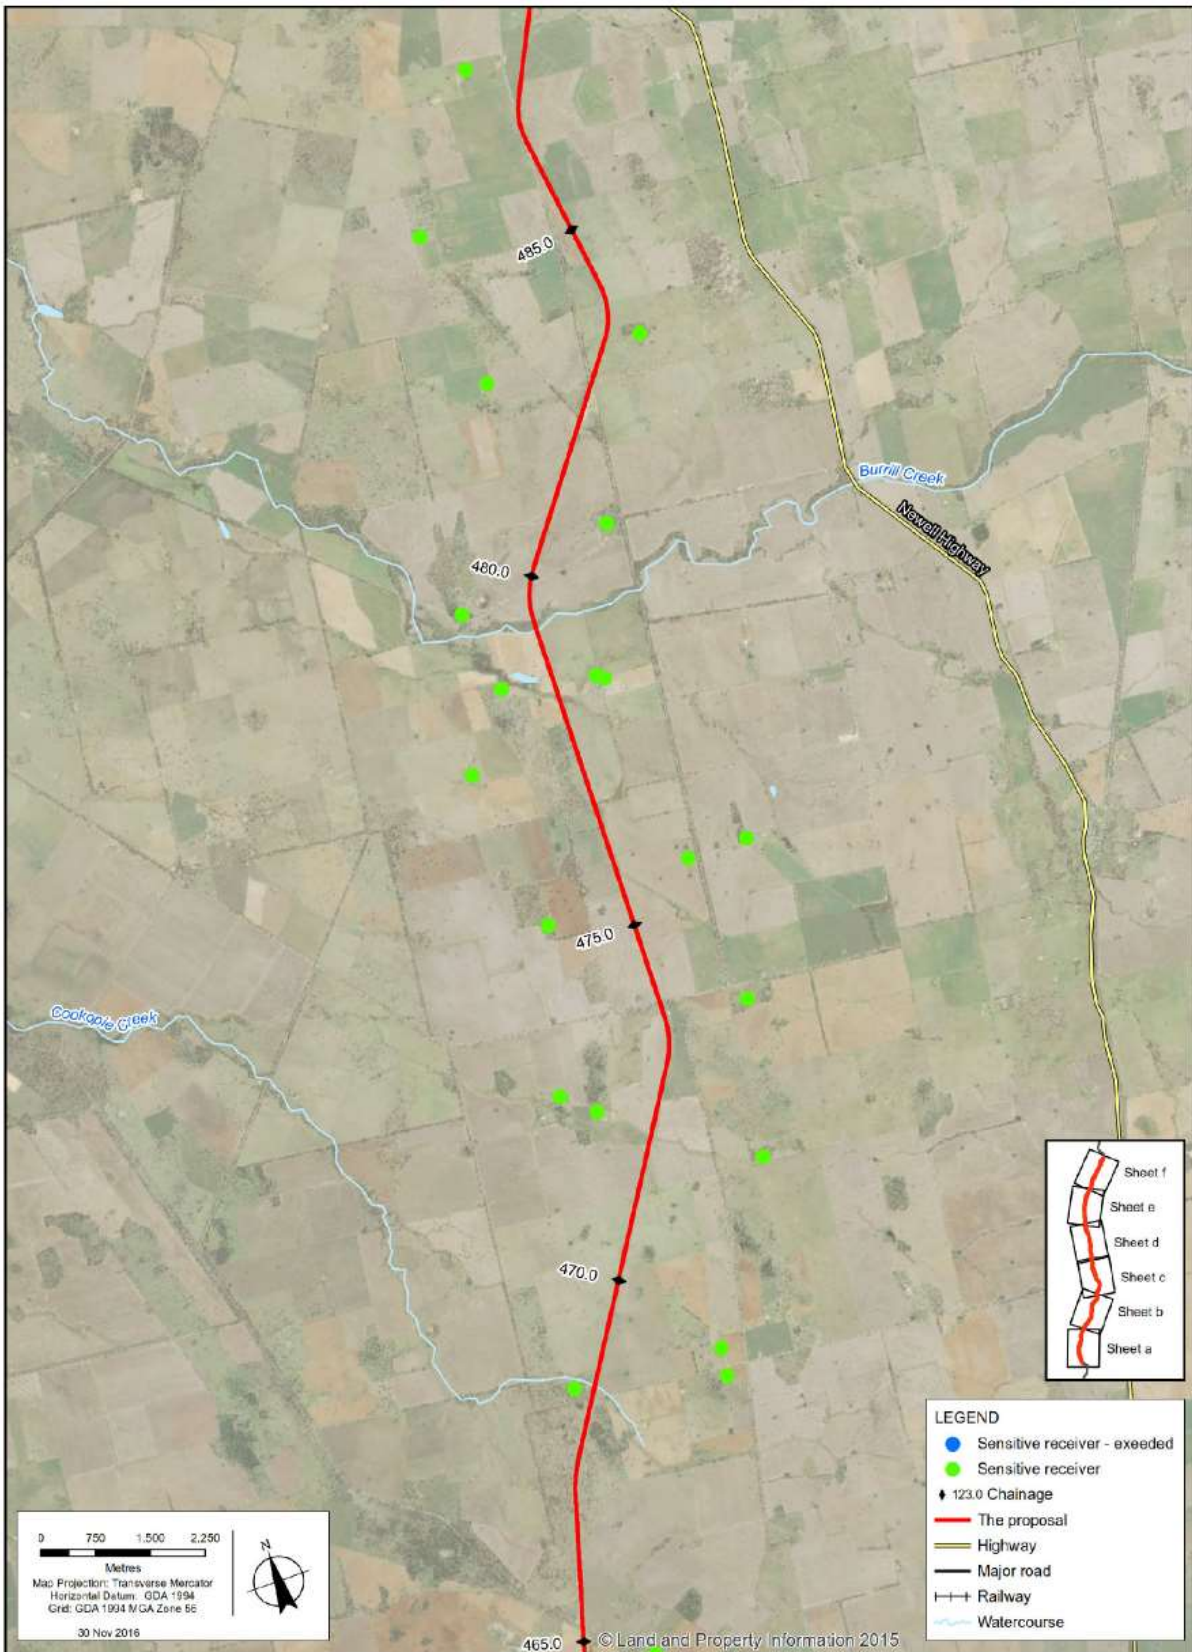 485.0
Burrill Creek
Newell Highway
480.0
475.0
Cookopie Creek
470.0
Sheet f
Sheet e
Sheet d
Sheet c
Sheet b
Sheet a
LEGEND
Sensitive receiver - exeeded
Sensitive receiver
123.0 Chainage
The proposal
Highway
Major road
Railway
Watercourse
0 750 1,500 2,250
Metres
Map Projection: Transverse Mercator
Horizontal Datum: GDA 1994
Grid: GDA 1994 MGA Zone 56
30 Nov 2016
N
465.0
© Land and Property Information 2015